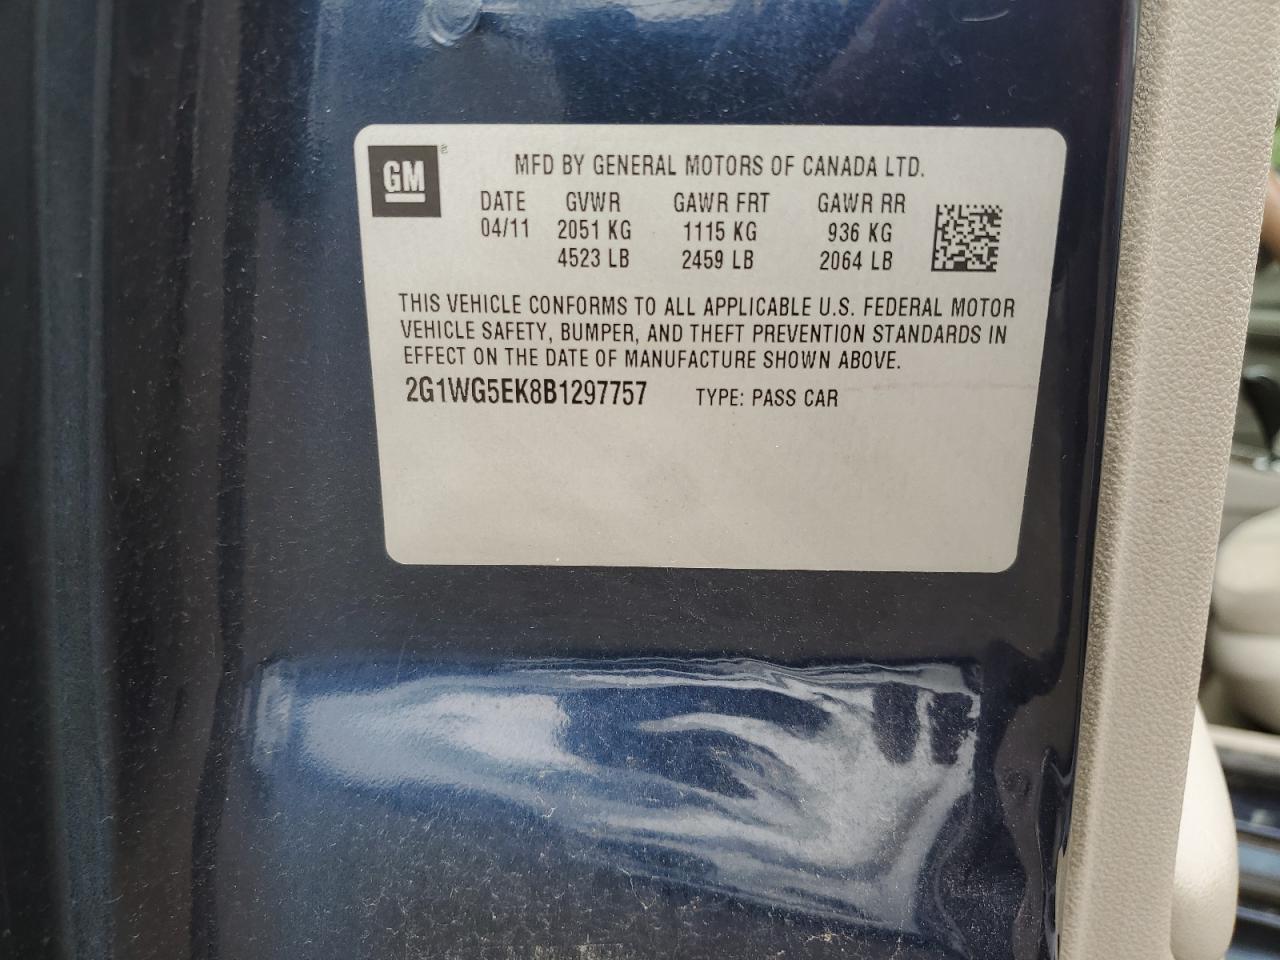 GM
MFD BY GENERAL MOTORS OF CANADA LTD.
DATE GVWR GAWR FRT GAWR RR
04/11 2051 KG 1115 KG 936 KG
4523 LB 2459 LB 2064 LB
THIS VEHICLE CONFORMS TO ALL APPLICABLE U.S. FEDERAL MOTOR
VEHICLE SAFETY, BUMPER, AND THEFT PREVENTION STANDARDS IN
EFFECT ON THE DATE OF MANUFACTURE SHOWN ABOVE.
2G1WG5EK8B1297757 TYPE: PASS CAR